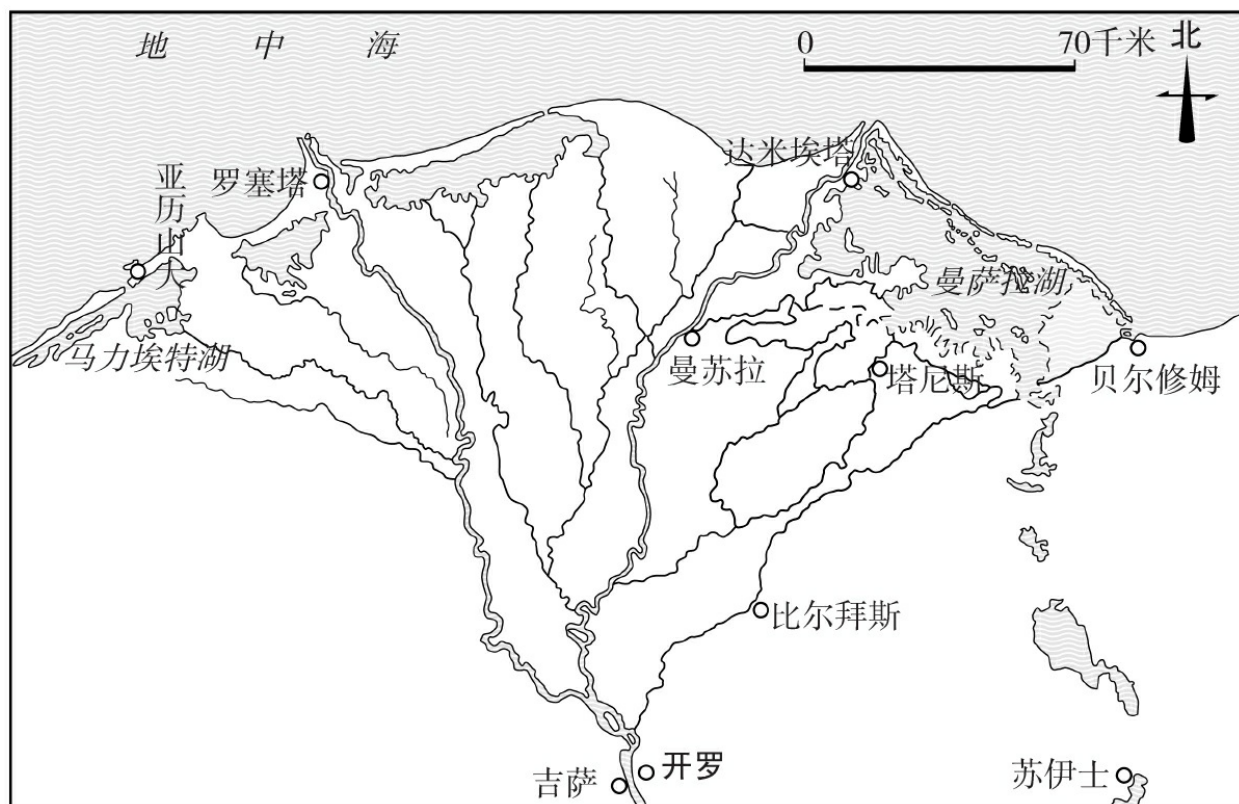 地中海
0 70千米
北
达米埃塔
罗塞塔
亚历山大
曼萨拉湖
马力埃特湖
曼苏拉
塔尼斯
贝尔修姆
比尔拜斯
吉萨
开罗
苏伊士